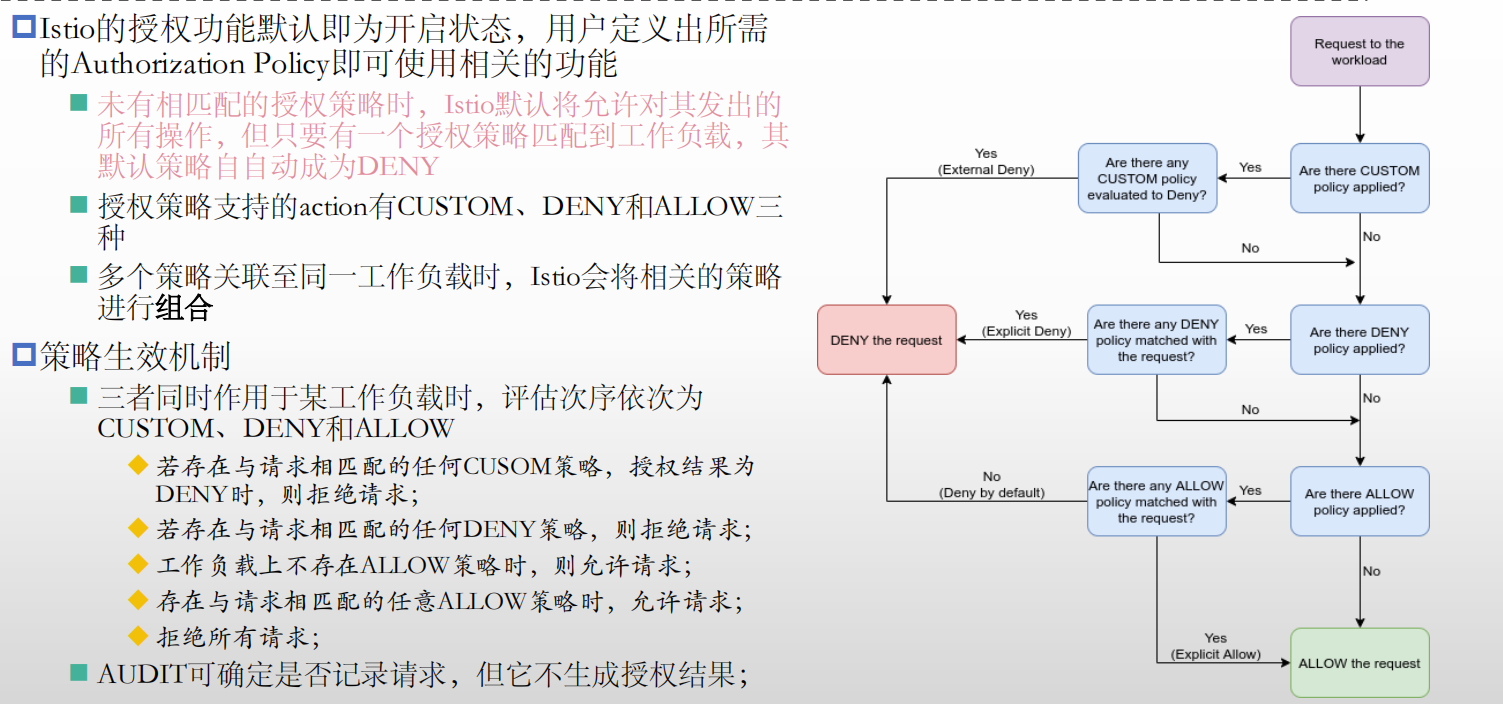 Istio的授权功能默认即为开启状态，用户定义出所需
的Authorization Policy即可使用相关的功能
未有相匹配的授权策略时，Istio默认将允许对其发出的
所有操作，但只要有一个授权策略匹配到工作负载，其
默认策略自自动成为DENY
授权策略支持的action有CUSTOM、DENY和ALLOW三
种
多个策略关联至同一工作负载时，Istio会将相关的策略
进行组合
策略生效机制
三者同时作用于某工作负载时，评估次序依次为
CUSTOM、DENY和ALLOW
若存在与请求相匹配的任何CUSOM策略，授权结果为
DENY时，则拒绝请求；
若存在与请求相匹配的任何DENY策略，则拒绝请求；
工作负载上不存在ALLOW策略时，则允许请求；
存在与请求相匹配的任意ALLOW策略时，允许请求；
拒绝所有请求；
AUDIT可确定是否记录请求，但它不生成授权结果；
Request to the
workload
Are there CUSTOM
policy applied?
Yes
Are there any
CUSTOM policy
evaluated to Deny?
Yes
(External Deny)
No
No
Are there DENY
policy applied?
Yes
Are there any DENY
policy matched with
the request?
Yes
(Explicit Deny)
DENY the request
No
No
Are there ALLOW
policy applied?
Yes
Are there any ALLOW
policy matched with
the request?
No
(Deny by default)
No
Yes
(Explicit Allow)
ALLOW the request